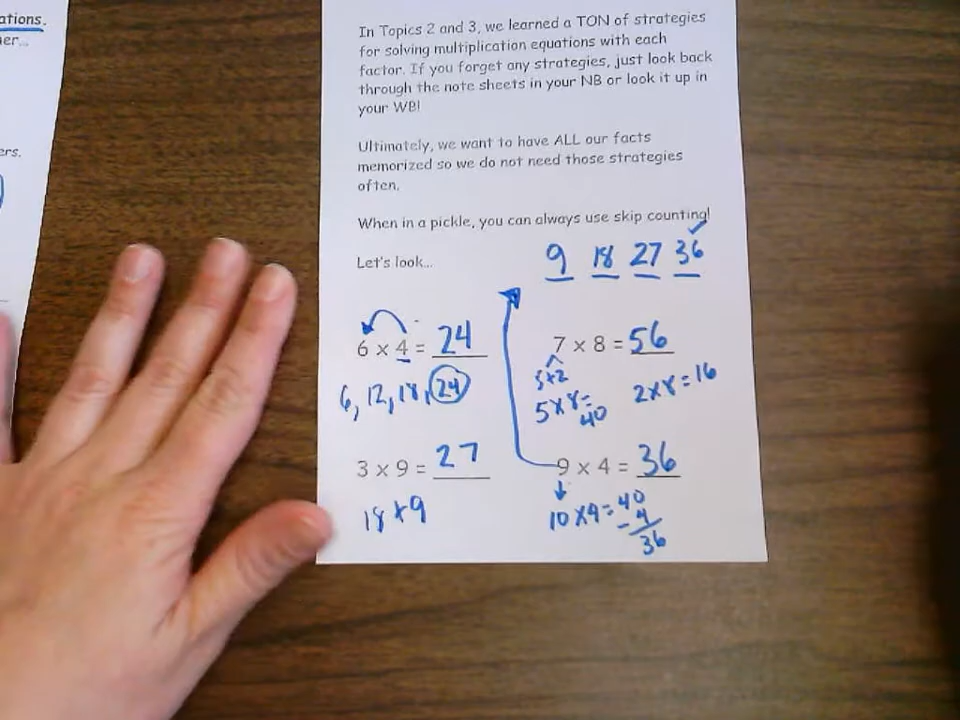 ations.
er...
ers.
In Topics 2 and 3, we learned a TON of strategies
for solving multiplication equations with each
factor. If you forget any strategies, just look back
through the note sheets in your NB or look it up in
your WB!
Ultimately, we want to have ALL our facts
memorized so we do not need those strategies
often.
When in a pickle, you can always use skip counting!
Let's look...
9 18 27 36
6 x 4 = 24
6, 12, 18, 24
7 x 8 = 56
5+2
5x8=
40
2x8=16
3 x 9 = 27
18+9
9 x 4 = 36
10x4=40
-4
36